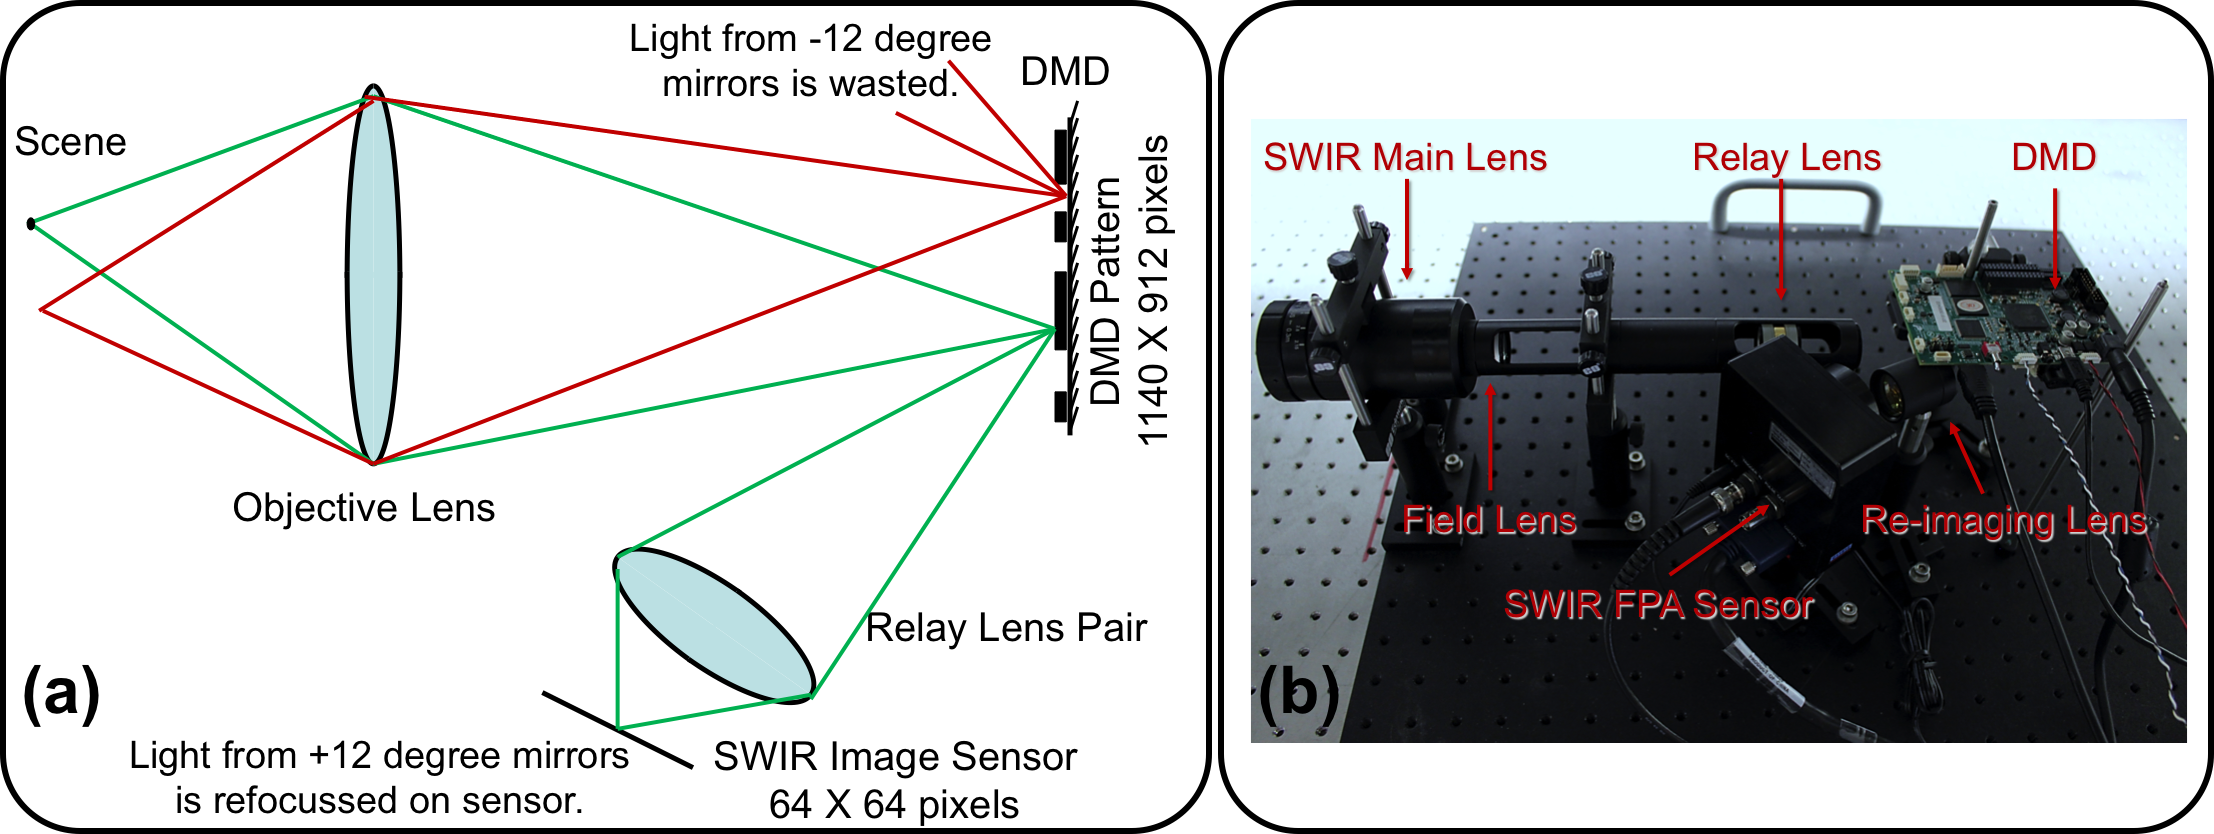 Light from -12 degree
mirrors is wasted.
DMD
Scene
DMD Pattern
1140 X 912 pixels
Objective Lens
Relay Lens Pair
(a)
Light from +12 degree mirrors
is refocussed on sensor.
SWIR Image Sensor
64 X 64 pixels
SWIR Main Lens
Relay Lens
DMD
Field Lens
Re-imaging Lens
SWIR FPA Sensor
(b)